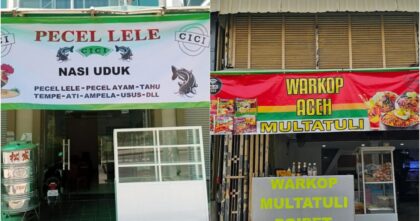 PECEL LELE
CICI
CICI
CICI
NASI UDUK
PECEL LELE - PECEL AYAM - TAHU
TEMPE - ATI - AMPELA - USUS - DLL
WARKOP
ACEH
MULTATULI
WARKOP
MULTATULI